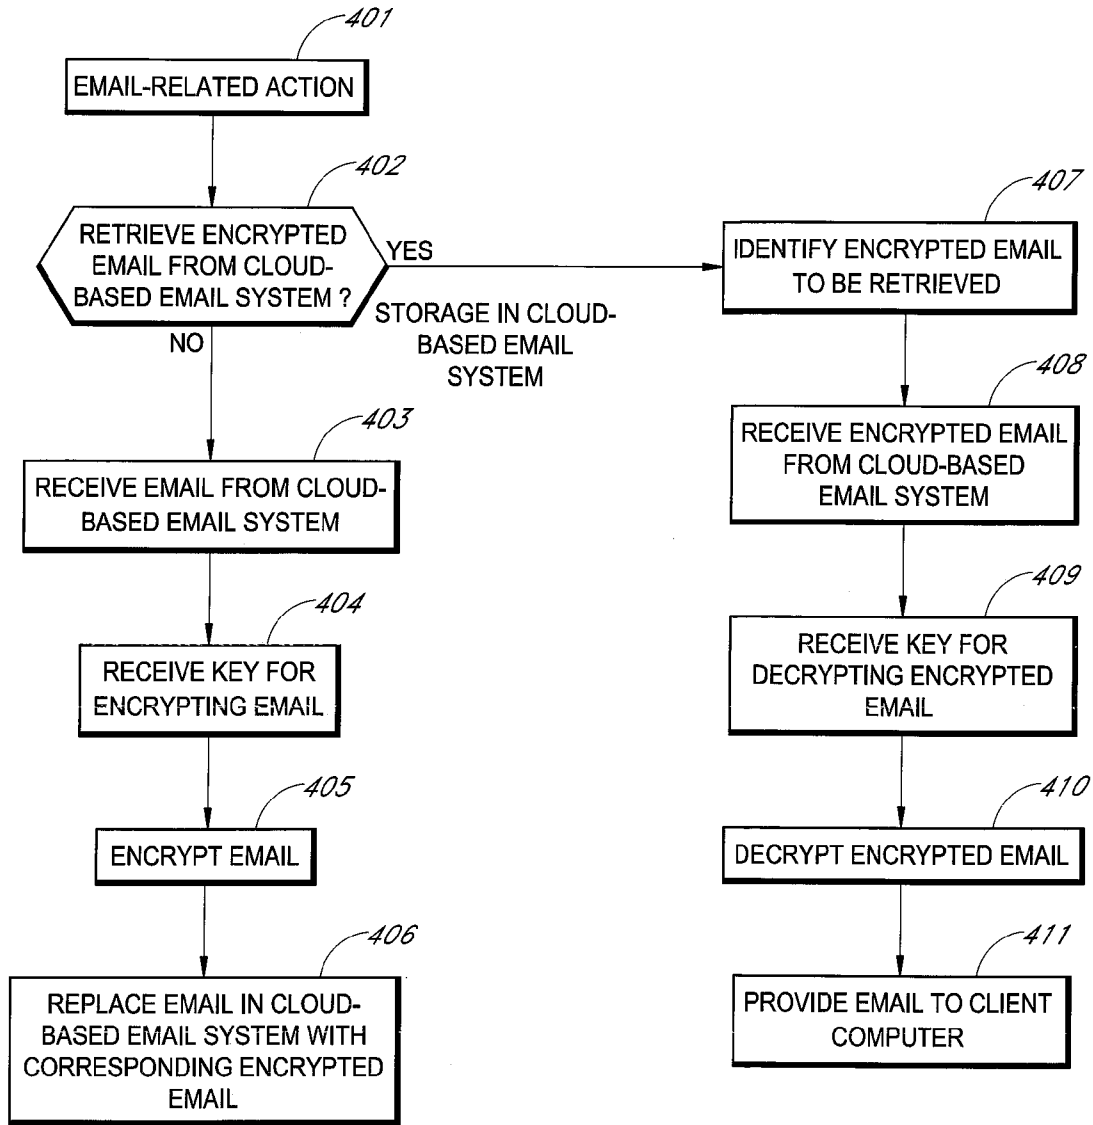 401
EMAIL-RELATED ACTION
402
RETRIEVE ENCRYPTED
EMAIL FROM CLOUD-
BASED EMAIL SYSTEM ?
YES
NO
STORAGE IN CLOUD-
BASED EMAIL
SYSTEM
403
RECEIVE EMAIL FROM CLOUD-
BASED EMAIL SYSTEM
404
RECEIVE KEY FOR
ENCRYPTING EMAIL
405
ENCRYPT EMAIL
406
REPLACE EMAIL IN CLOUD-
BASED EMAIL SYSTEM WITH
CORRESPONDING ENCRYPTED
EMAIL
407
IDENTIFY ENCRYPTED EMAIL
TO BE RETRIEVED
408
RECEIVE ENCRYPTED EMAIL
FROM CLOUD-BASED
EMAIL SYSTEM
409
RECEIVE KEY FOR
DECRYPTING ENCRYPTED
EMAIL
410
DECRYPT ENCRYPTED EMAIL
411
PROVIDE EMAIL TO CLIENT
COMPUTER